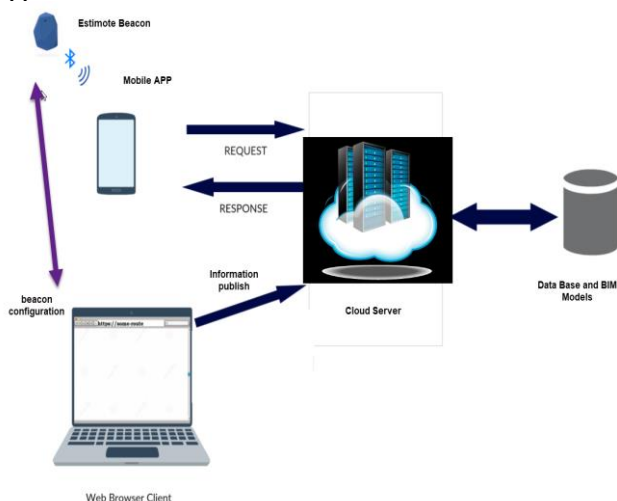 Estimote Beacon
Mobile APP
REQUEST
RESPONSE
Information
publish
beacon
configuration
Cloud Server
Data Base and BIM
Models
Web Browser Client